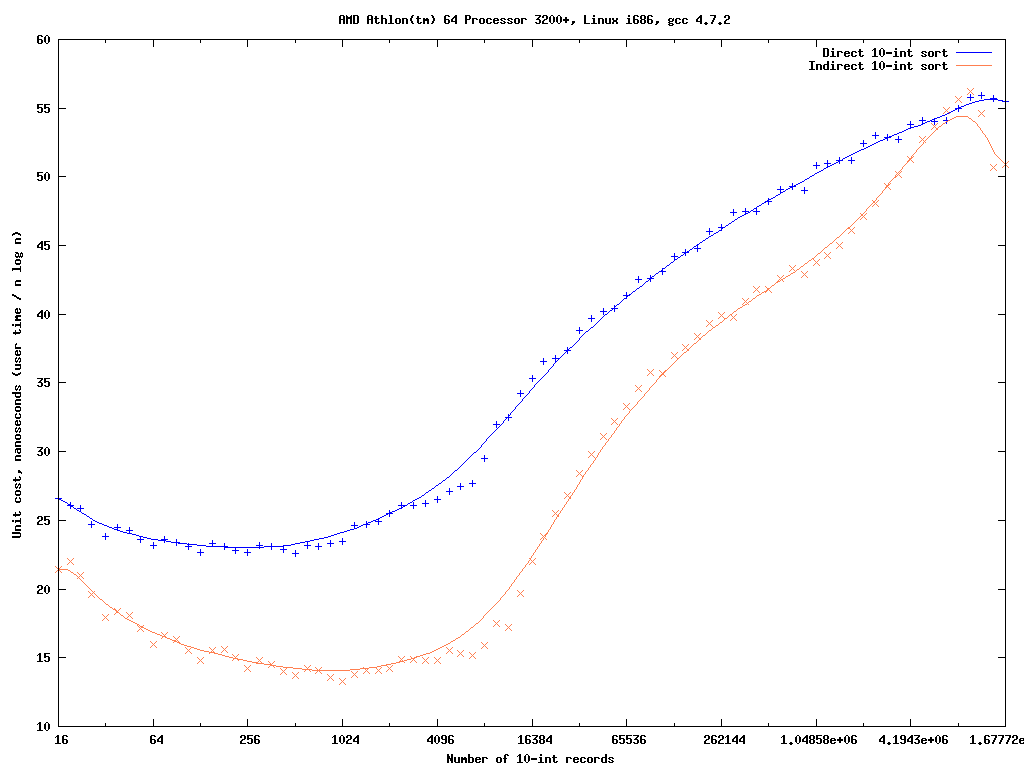 AMD Athlon(tm) 64 Processor 3200+, Linux i686, gcc 4.7.2
Direct 10-int sort
Indirect 10-int sort
60
55
50
45
40
35
30
25
20
15
10
Unit cost, nanoseconds (user time / n log n)
16 64 256 1024 4096 16384 65536 262144 1.04858e+06 4.1943e+06 1.67772e
Number of 10-int records